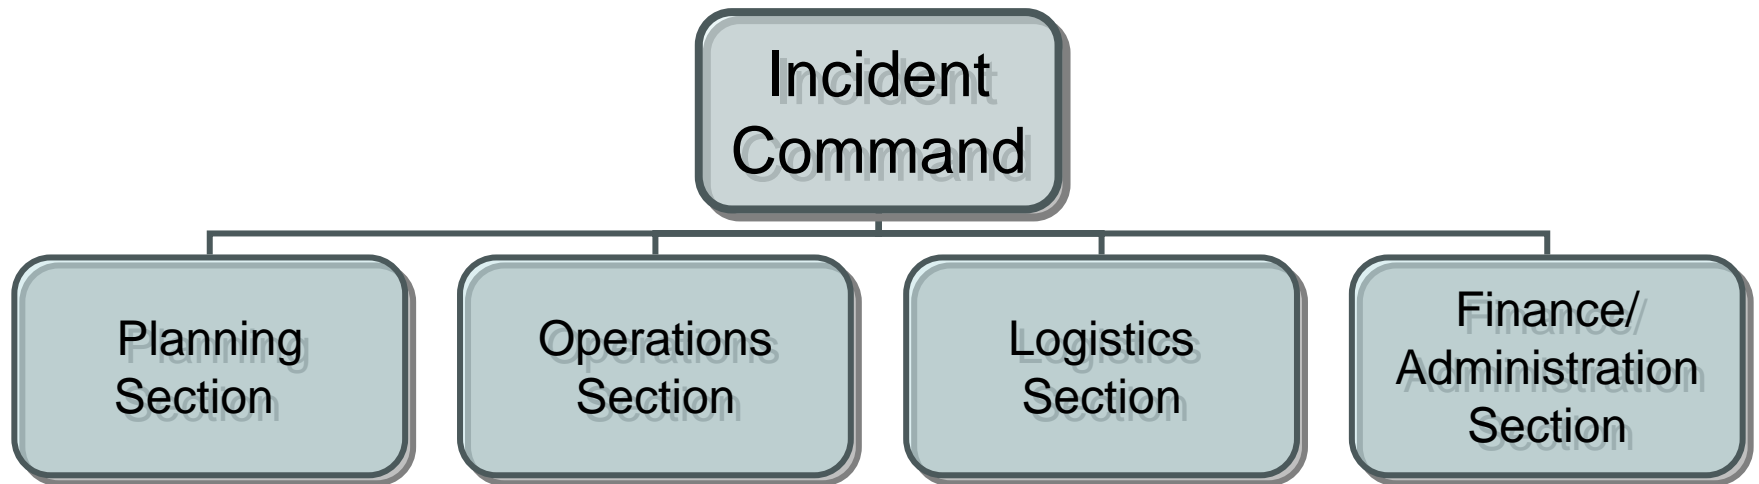 Incident
Command
Planning
Section
Operations
Section
Logistics
Section
Finance/
Administration
Section